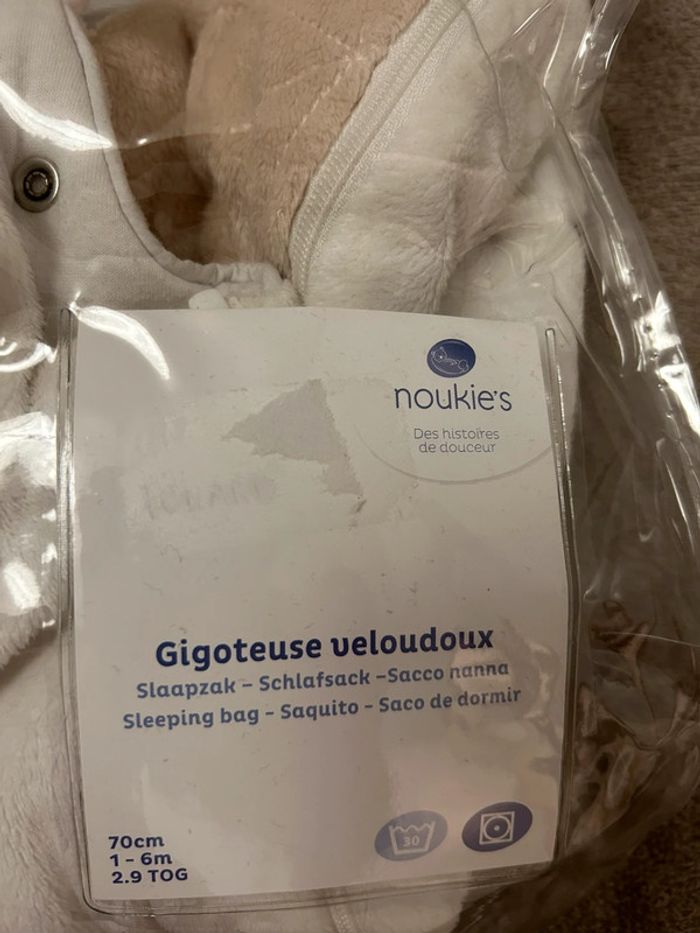 noukie's
Des histoires
de douceur
Gigoteuse veloudoux
Slaapzak – Schlafsack –Sacco nanna
Sleeping bag – Saquito - Saco de dormir
70cm
1 - 6m
2.9 TOG
30